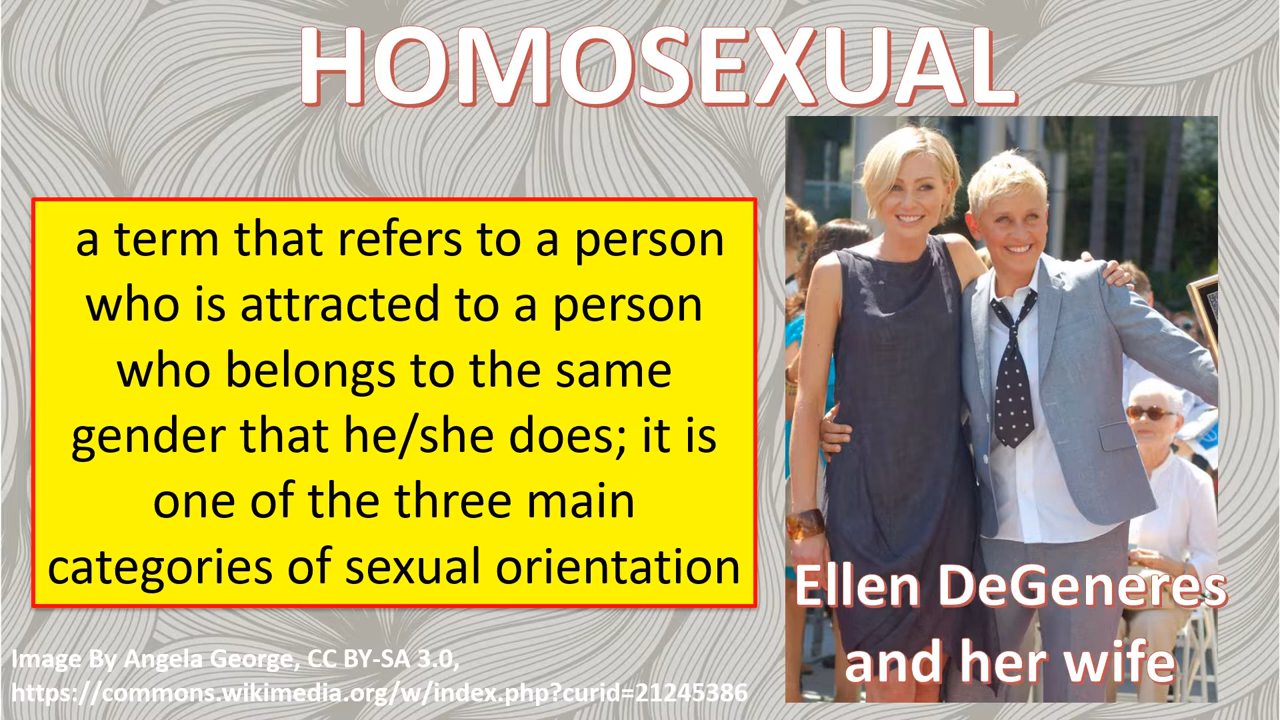 HOMOSEXUAL
a term that refers to a person
who is attracted to a person
who belongs to the same
gender that he/she does; it is
one of the three main
categories of sexual orientation
Ellen DeGeneres
and her wife
Image By Angela George, CC BY-SA 3.0,
https://commons.wikimedia.org/w/index.php?curid=21245386